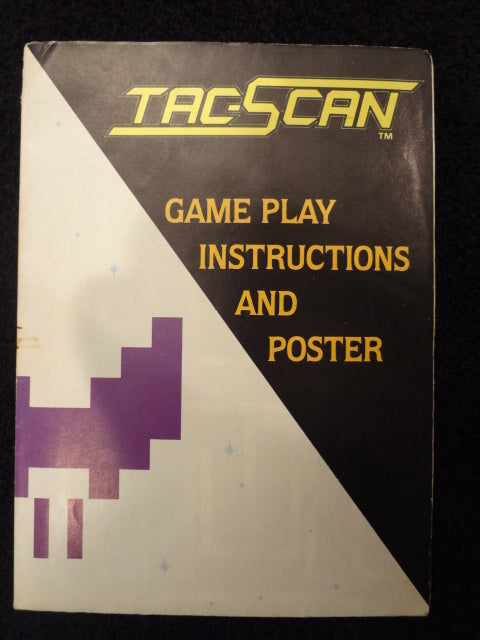 TAC-SCAN
TM
GAME PLAY
INSTRUCTIONS
AND
POSTER